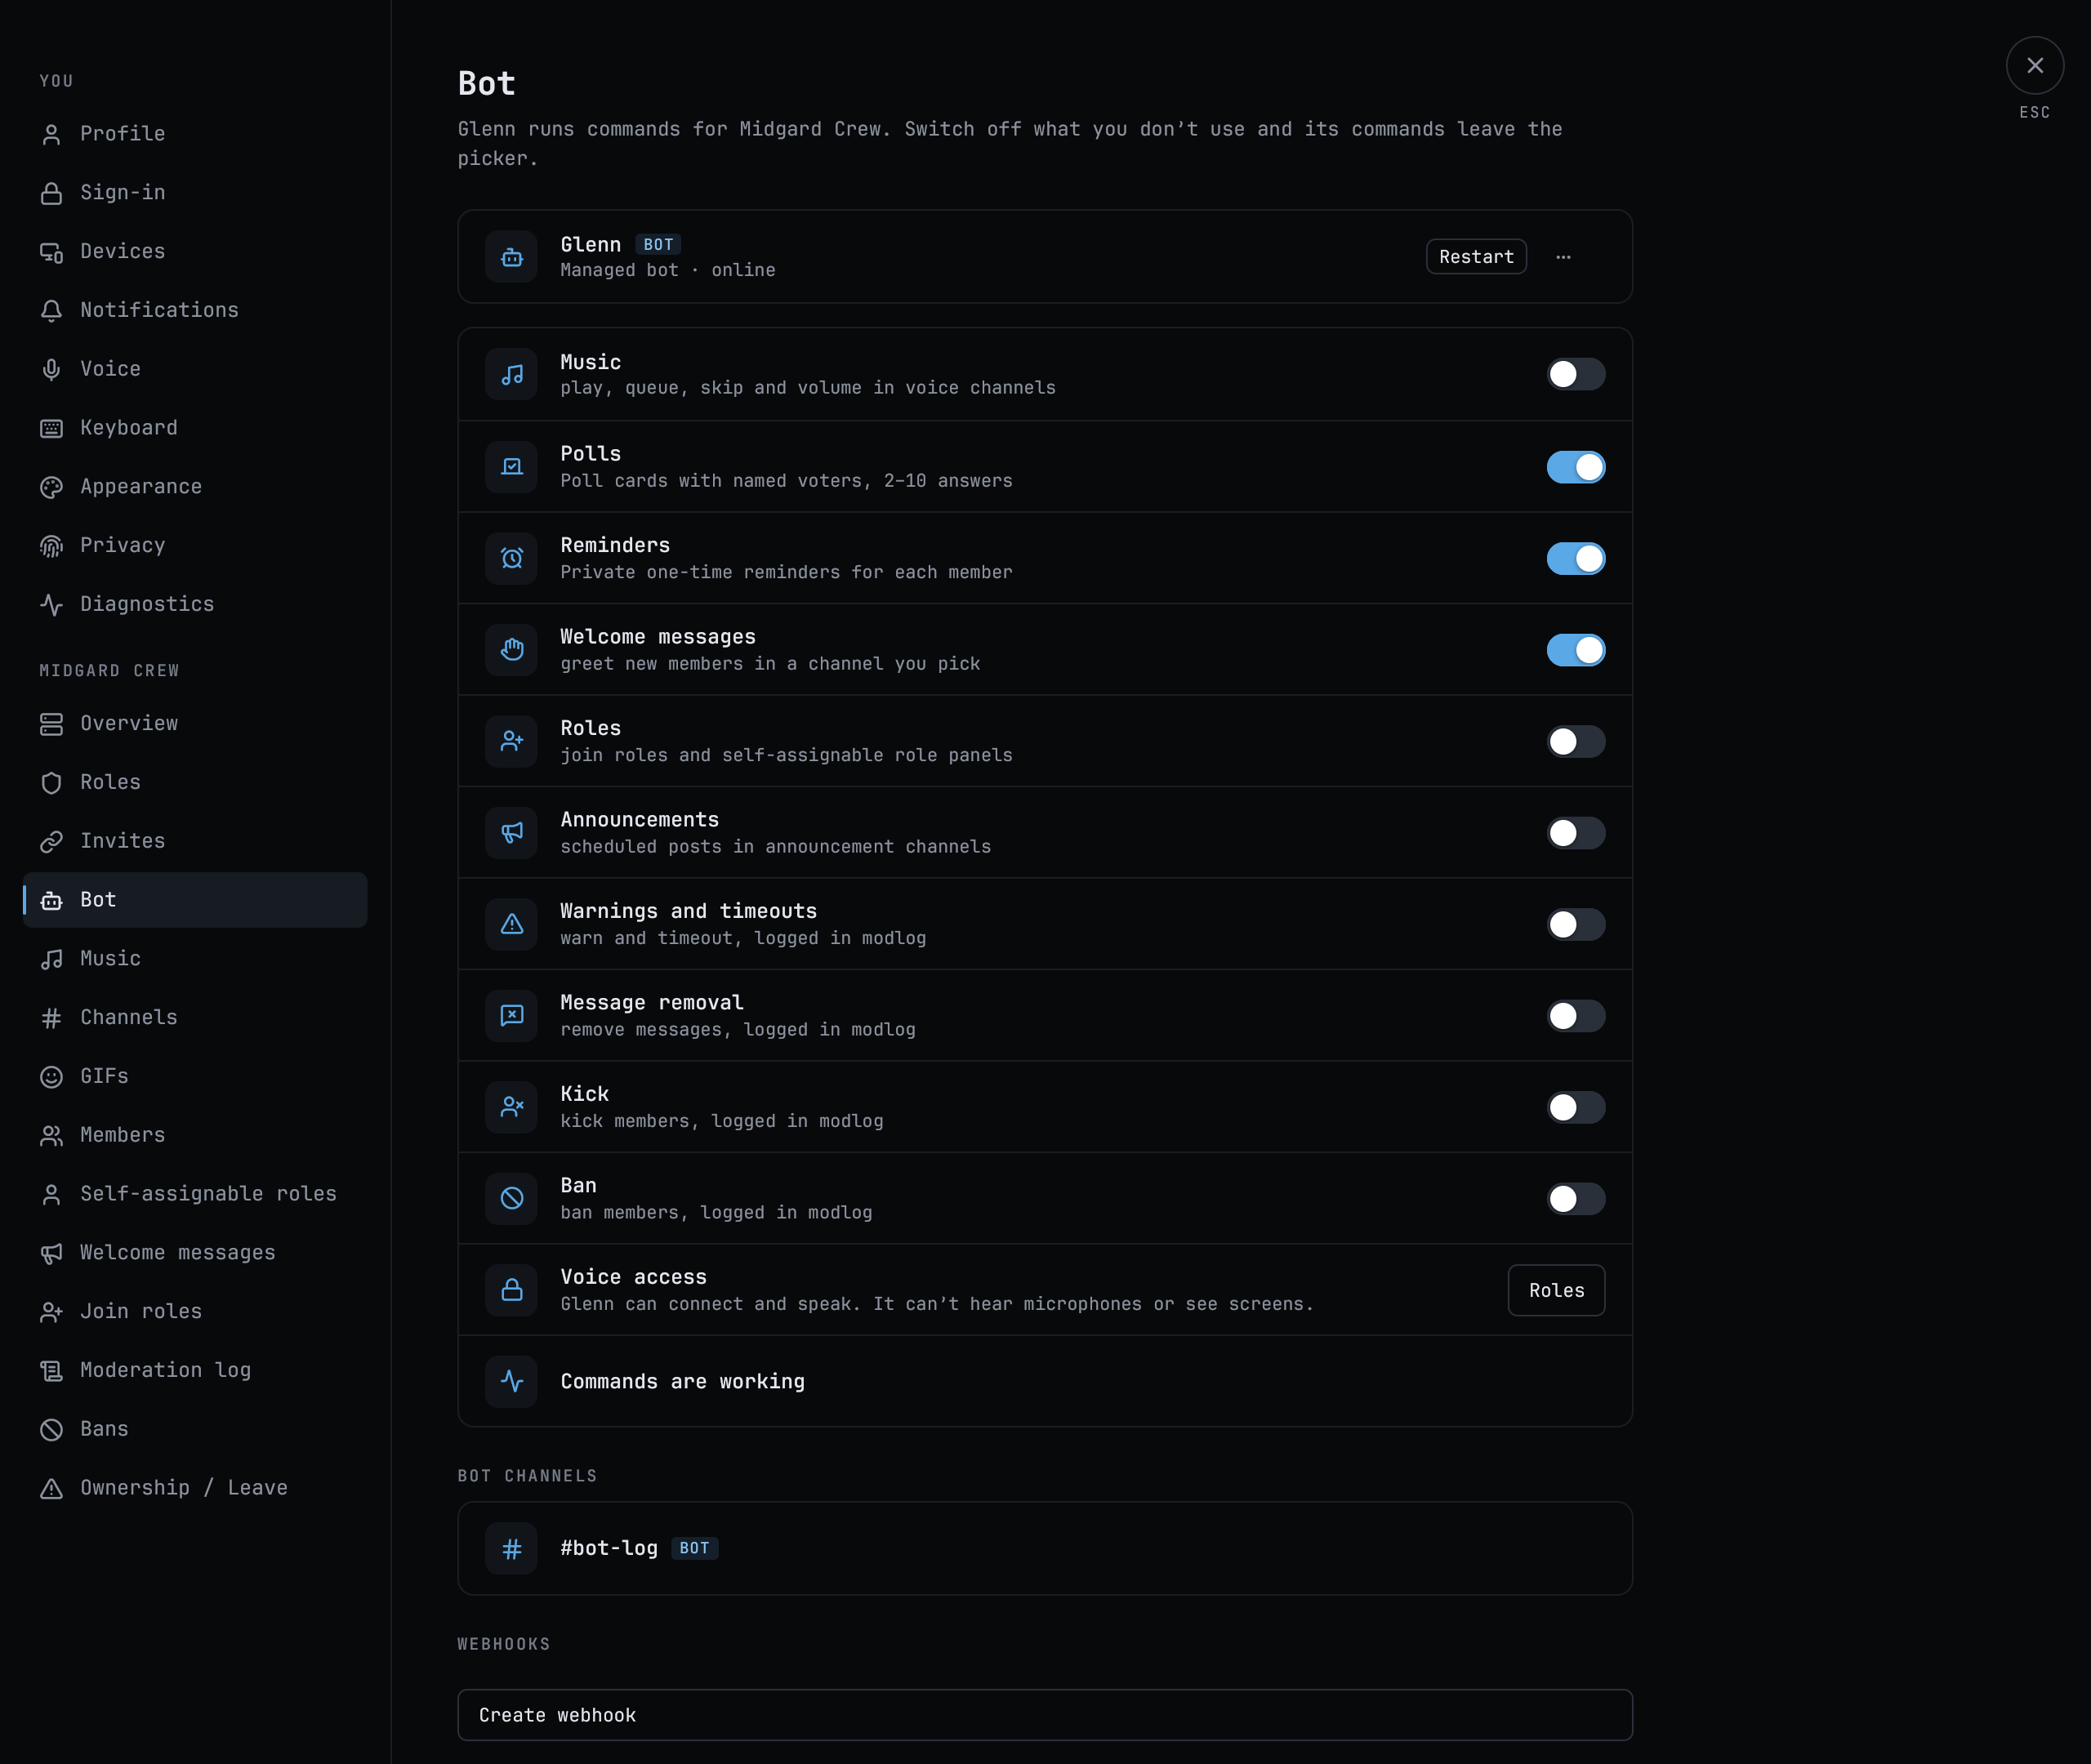 YOU
Profile
Sign-in
Devices
Notifications
Voice
Keyboard
Appearance
Privacy
Diagnostics
MIDGARD CREW
Overview
Roles
Invites
Bot
Music
Channels
GIFs
Members
Self-assignable roles
Welcome messages
Join roles
Moderation log
Bans
Ownership / Leave
Bot
Glenn runs commands for Midgard Crew. Switch off what you don’t use and its commands leave the
picker.
ESC
Glenn BOT
Managed bot · online
Restart
Music
play, queue, skip and volume in voice channels
Polls
Poll cards with named voters, 2–10 answers
Reminders
Private one-time reminders for each member
Welcome messages
greet new members in a channel you pick
Roles
join roles and self-assignable role panels
Announcements
scheduled posts in announcement channels
Warnings and timeouts
warn and timeout, logged in modlog
Message removal
remove messages, logged in modlog
Kick
kick members, logged in modlog
Ban
ban members, logged in modlog
Voice access
Glenn can connect and speak. It can’t hear microphones or see screens.
Roles
Commands are working
BOT CHANNELS
#bot-log BOT
WEBHOOKS
Create webhook